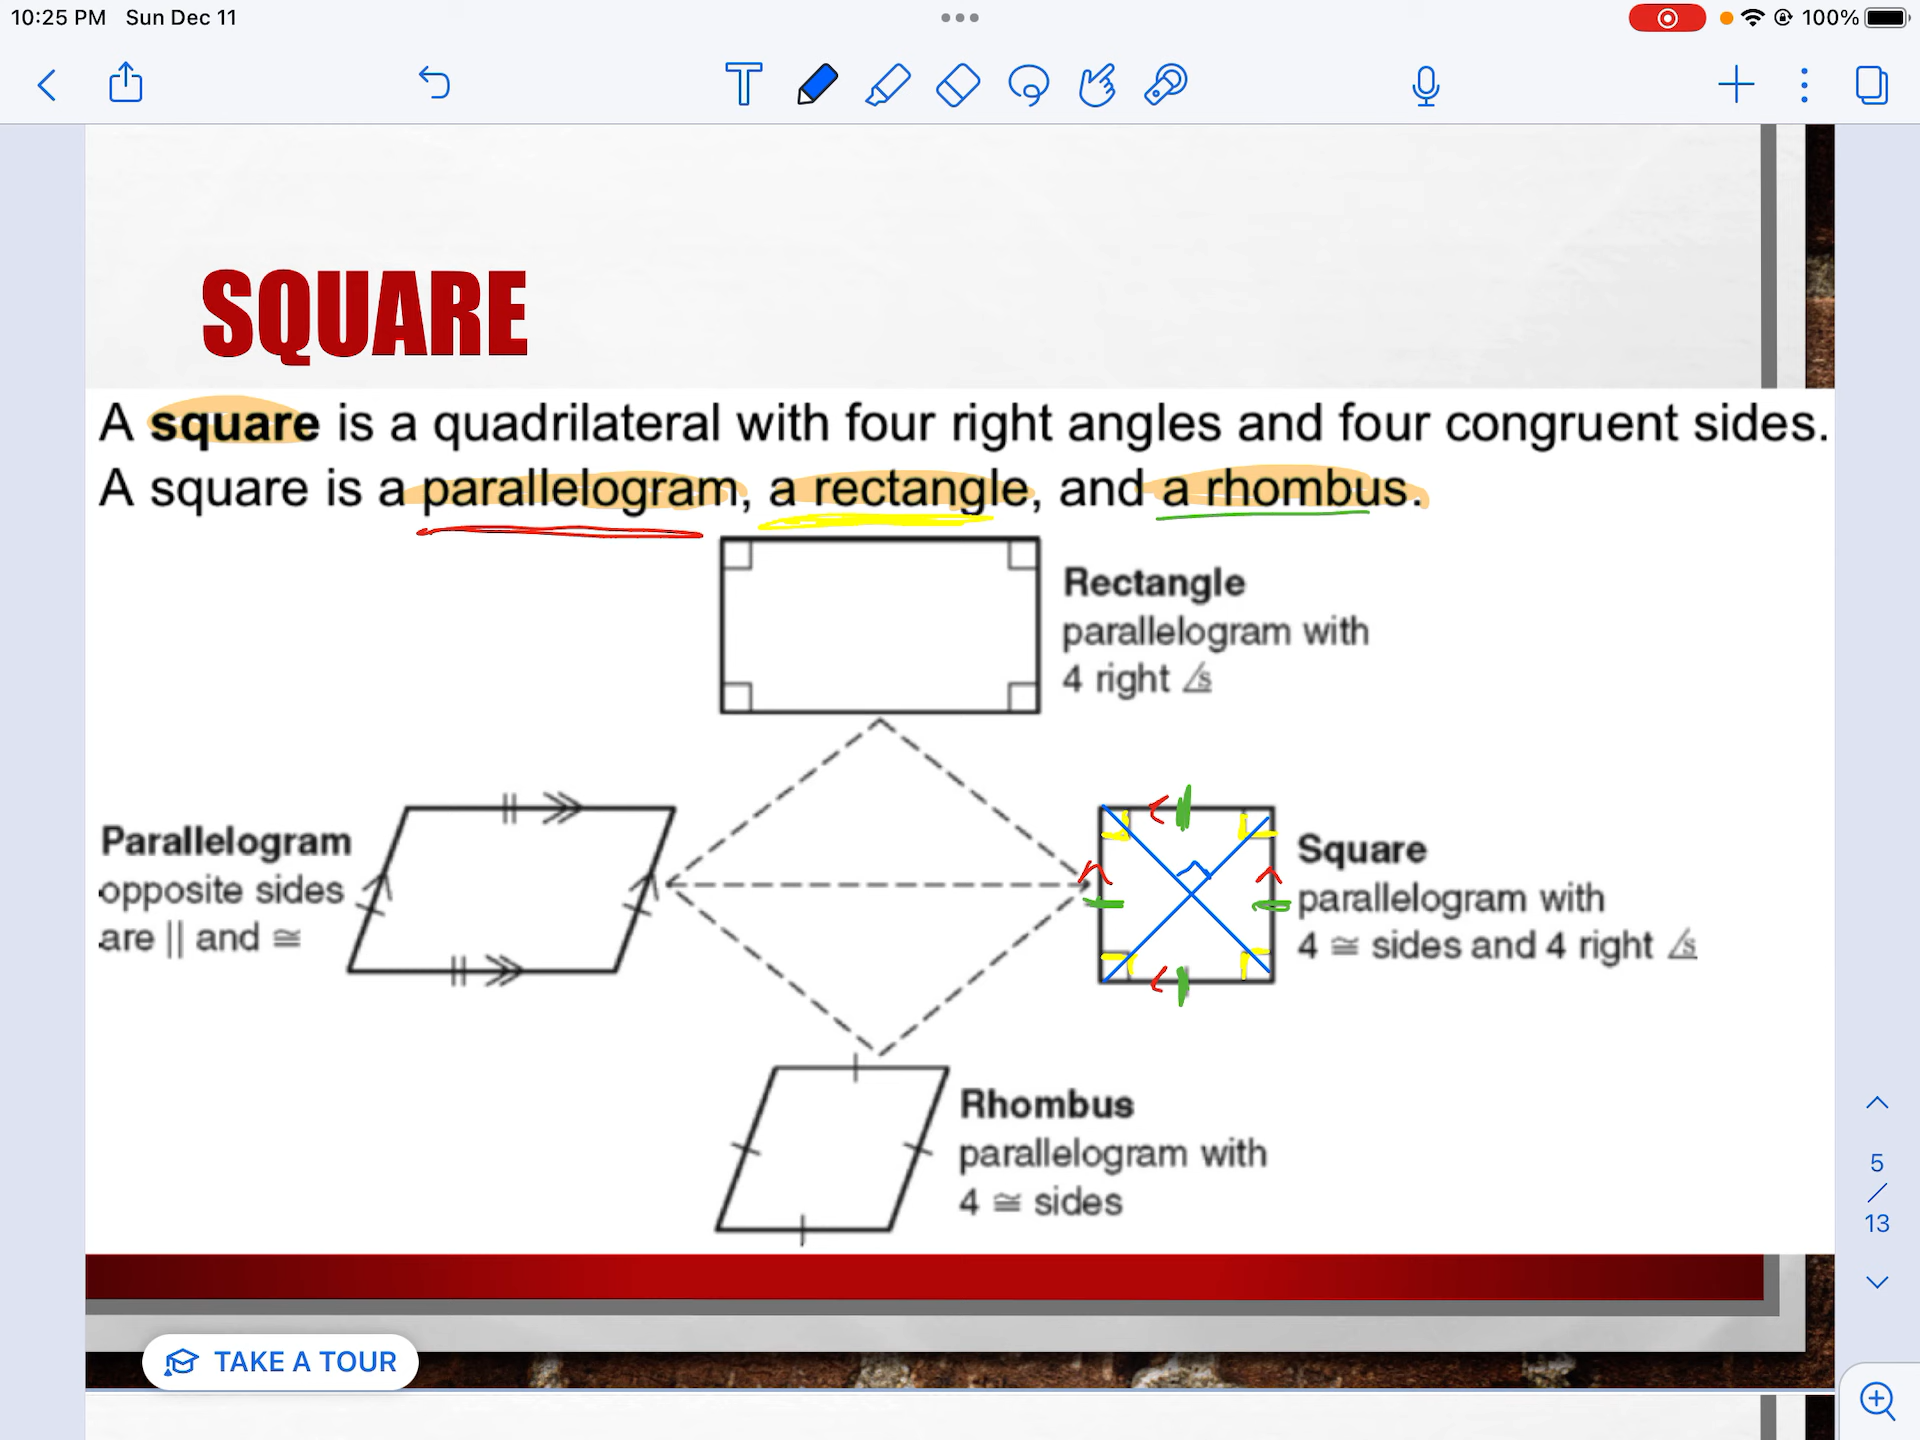 10:25 PM Sun Dec 11
100%
SQUARE
A square is a quadrilateral with four right angles and four congruent sides.
A square is a parallelogram, a rectangle, and a rhombus.
Rectangle
parallelogram with
4 right ∠s
Parallelogram
opposite sides
are || and ≅
Square
parallelogram with
4 ≅ sides and 4 right ∠s
Rhombus
parallelogram with
4 ≅ sides
5
/
13
TAKE A TOUR